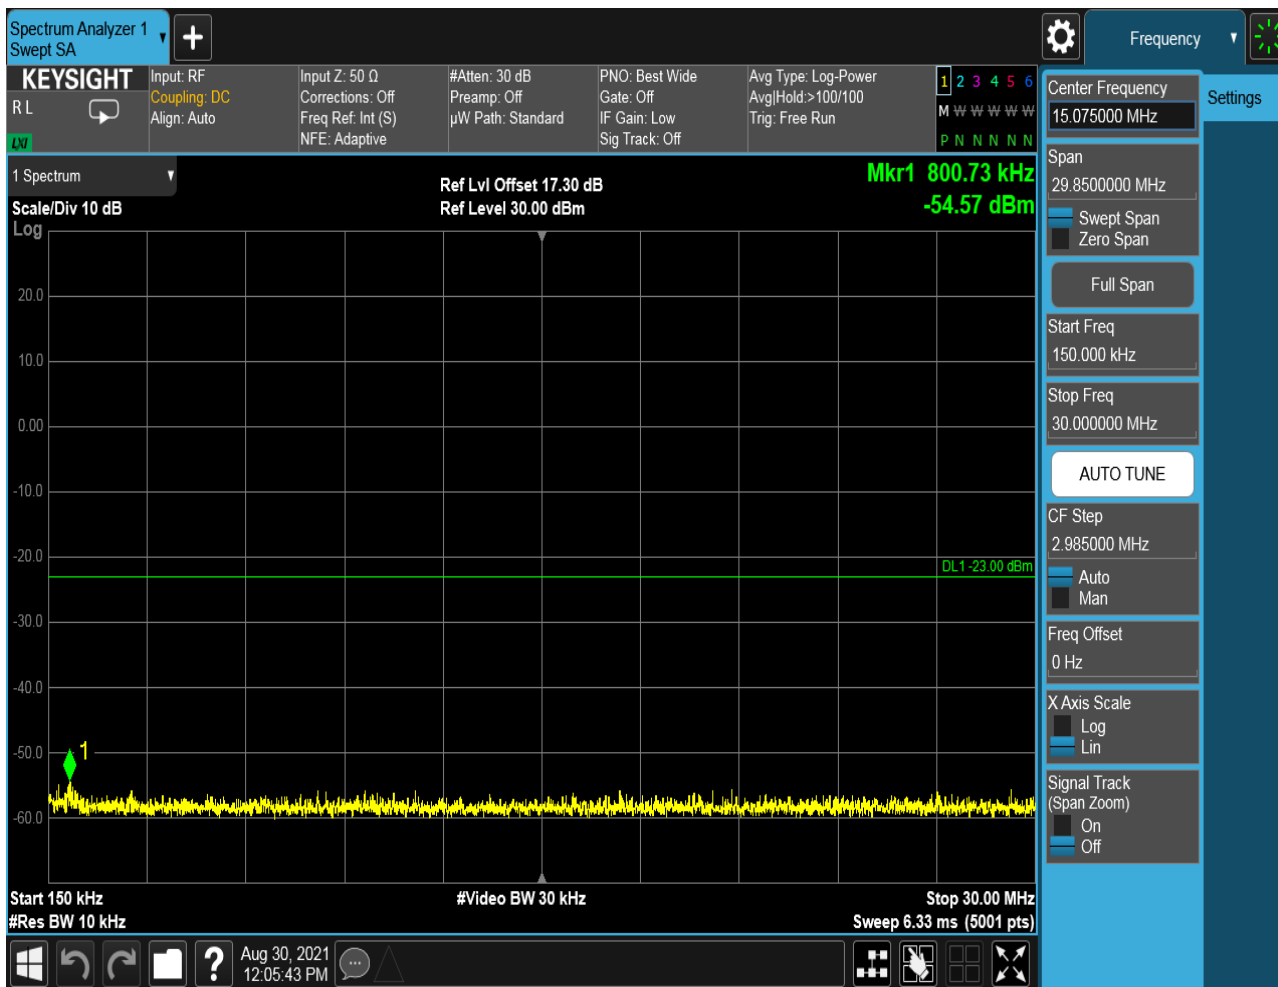 Spectrum Analyzer 1
Swept SA
Frequency
KEYSIGHT
R L
LXI
Input: RF
Coupling: DC
Align: Auto
Input Z: 50 Ω
Corrections: Off
Freq Ref: Int (S)
NFE: Adaptive
#Atten: 30 dB
Preamp: Off
µW Path: Standard
PNO: Best Wide
Gate: Off
IF Gain: Low
Sig Track: Off
Avg Type: Log-Power
Avg|Hold:>100/100
Trig: Free Run
1 2 3 4 5 6
M W W W W W
P N N N N N
1 Spectrum
Scale/Div 10 dB
Log
Ref Lvl Offset 17.30 dB
Ref Level 30.00 dBm
Mkr1 800.73 kHz
-54.57 dBm
20.0
10.0
0.00
-10.0
-20.0
DL1 -23.00 dBm
-30.0
-40.0
-50.0
1
-60.0
Start 150 kHz
#Video BW 30 kHz
Stop 30.00 MHz
#Res BW 10 kHz
Sweep 6.33 ms (5001 pts)
Center Frequency
15.075000 MHz
Settings
Span
29.8500000 MHz
Swept Span
Zero Span
Full Span
Start Freq
150.000 kHz
Stop Freq
30.000000 MHz
AUTO TUNE
CF Step
2.985000 MHz
Auto
Man
Freq Offset
0 Hz
X Axis Scale
Log
Lin
Signal Track
(Span Zoom)
On
Off
?
Aug 30, 2021
12:05:43 PM